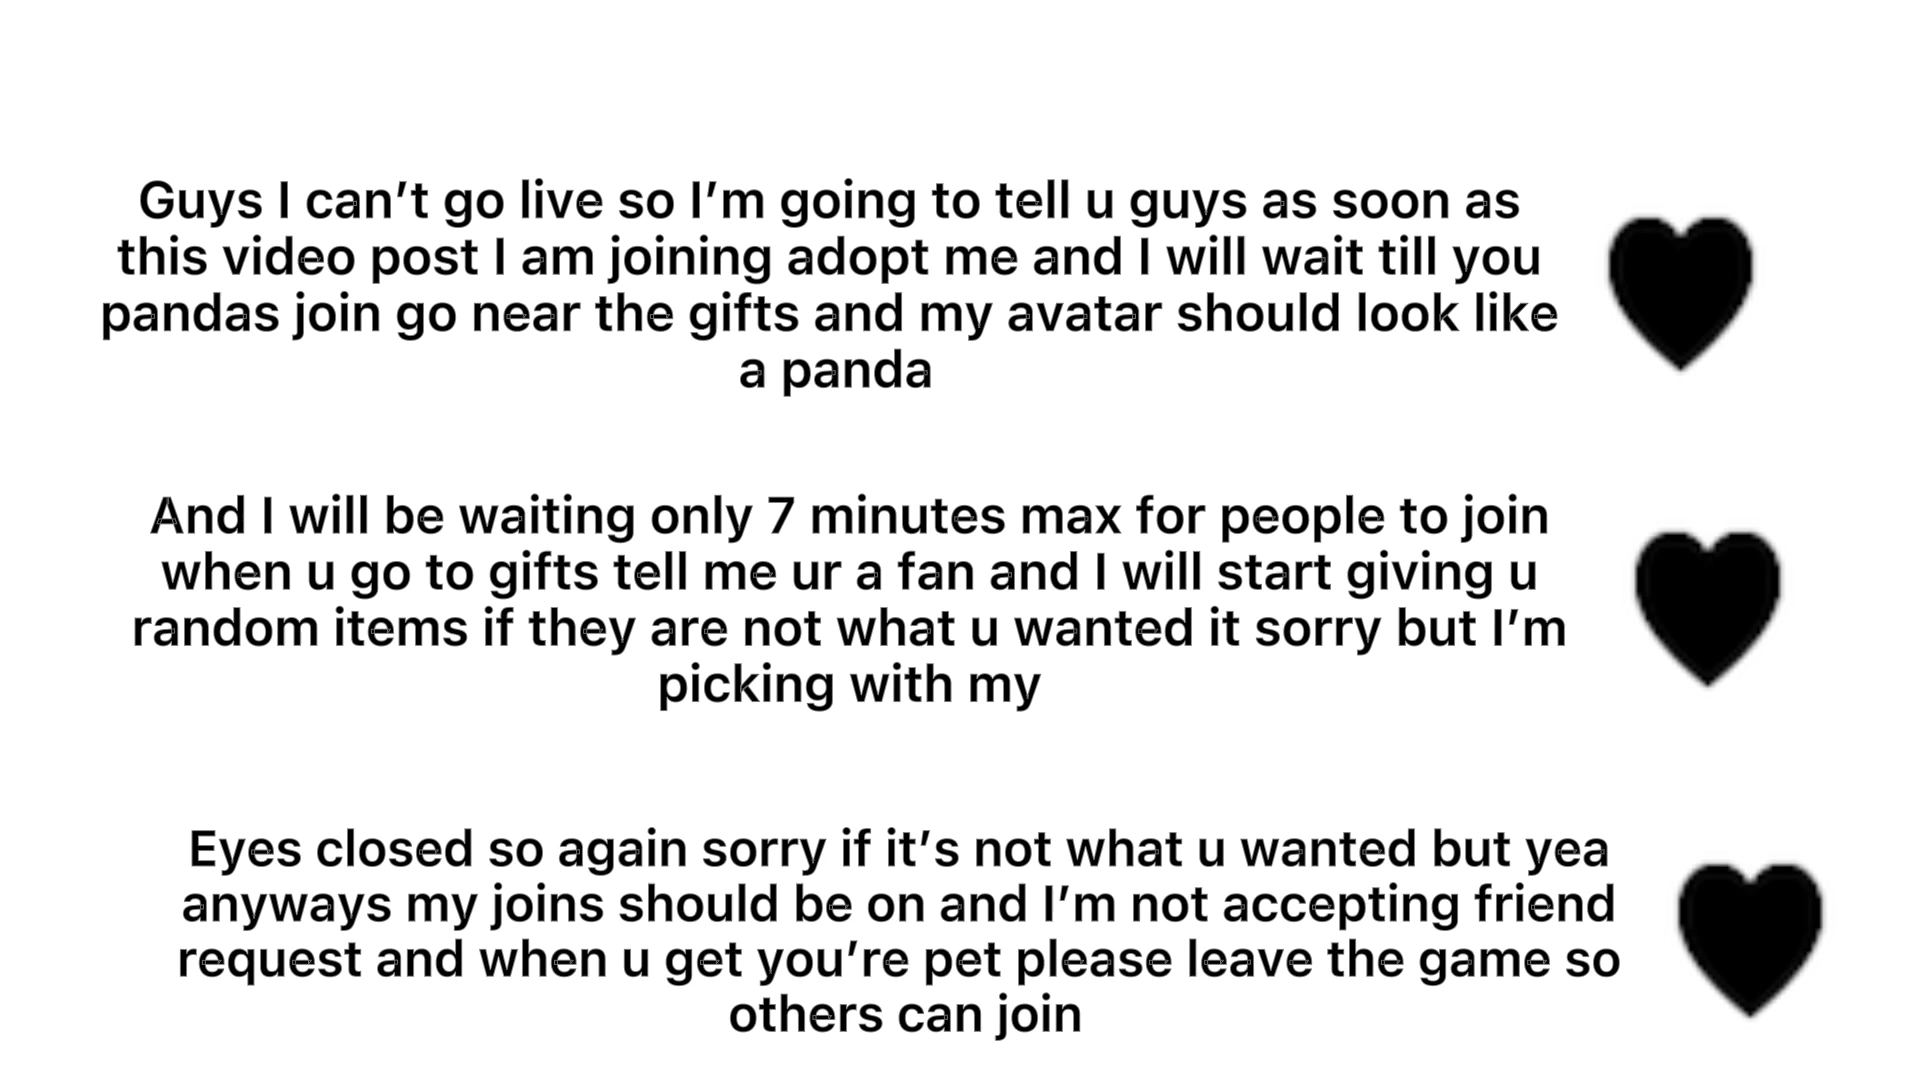 Guys I can’t go live so I’m going to tell u guys as soon as
this video post I am joining adopt me and I will wait till you
pandas join go near the gifts and my avatar should look like
a panda
And I will be waiting only 7 minutes max for people to join
when u go to gifts tell me ur a fan and I will start giving u
random items if they are not what u wanted it sorry but I’m
picking with my
Eyes closed so again sorry if it’s not what u wanted but yea
anyways my joins should be on and I’m not accepting friend
request and when u get you’re pet please leave the game so
others can join